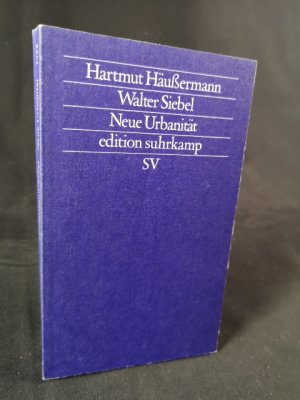 Hartmut Häußermann
Walter Siebel
Neue Urbanität
edition suhrkamp
SV